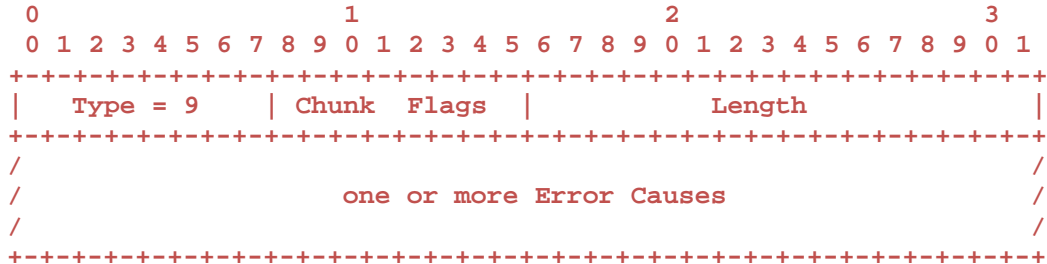 0                   1                   2                   3
 0 1 2 3 4 5 6 7 8 9 0 1 2 3 4 5 6 7 8 9 0 1 2 3 4 5 6 7 8 9 0 1
+-+-+-+-+-+-+-+-+-+-+-+-+-+-+-+-+-+-+-+-+-+-+-+-+-+-+-+-+-+-+-+-+
|   Type = 9    | Chunk  Flags  |           Length              |
+-+-+-+-+-+-+-+-+-+-+-+-+-+-+-+-+-+-+-+-+-+-+-+-+-+-+-+-+-+-+-+-+
/                                                               /
/                    one or more Error Causes                   /
/                                                               /
+-+-+-+-+-+-+-+-+-+-+-+-+-+-+-+-+-+-+-+-+-+-+-+-+-+-+-+-+-+-+-+-+